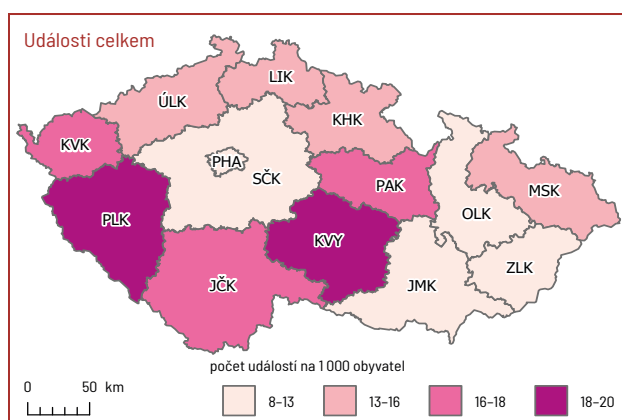 Události celkem
LIK
ÚLK
KHK
KVK
PHA
SČK
PAK
MSK
PLK
OLK
KVY
ZLK
JČK
JMK
počet událostí na 1 000 obyvatel
0 50 km
8–13 13–16 16–18 18–20